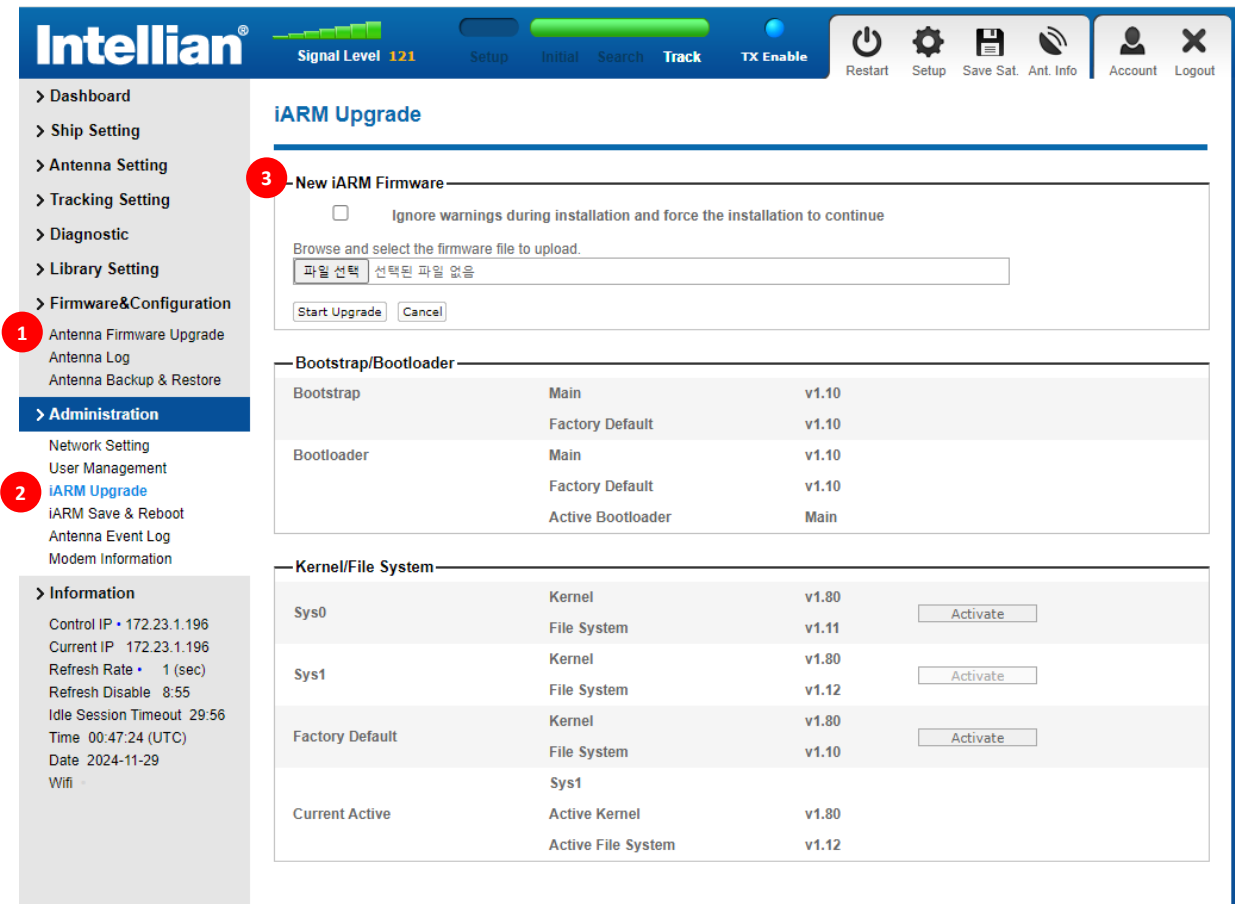 Intellian®
Signal Level 121
Setup
Initial Search Track
TX Enable
Restart
Setup
Save Sat.
Ant. Info
Account
Logout
Dashboard
Ship Setting
Antenna Setting
Tracking Setting
Diagnostic
Library Setting
Firmware&Configuration
1
Antenna Firmware Upgrade
Antenna Log
Antenna Backup & Restore
Administration
Network Setting
User Management
2
iARM Upgrade
iARM Save & Reboot
Antenna Event Log
Modem Information
Information
Control IP • 172.23.1.196
Current IP 172.23.1.196
Refresh Rate • 1 (sec)
Refresh Disable 8:55
Idle Session Timeout 29:56
Time 00:47:24 (UTC)
Date 2024-11-29
Wifi -
iARM Upgrade
3
New iARM Firmware
Ignore warnings during installation and force the installation to continue
Browse and select the firmware file to upload.
파일 선택 선택된 파일 없음
Start Upgrade Cancel
Bootstrap/Bootloader
Bootstrap Main v1.10
Factory Default v1.10
Bootloader Main v1.10
Factory Default v1.10
Active Bootloader Main
Kernel/File System
Sys0
Kernel v1.80
File System v1.11
Activate
Sys1
Kernel v1.80
File System v1.12
Activate
Factory Default
Kernel v1.80
File System v1.10
Activate
Current Active
Sys1
Active Kernel v1.80
Active File System v1.12